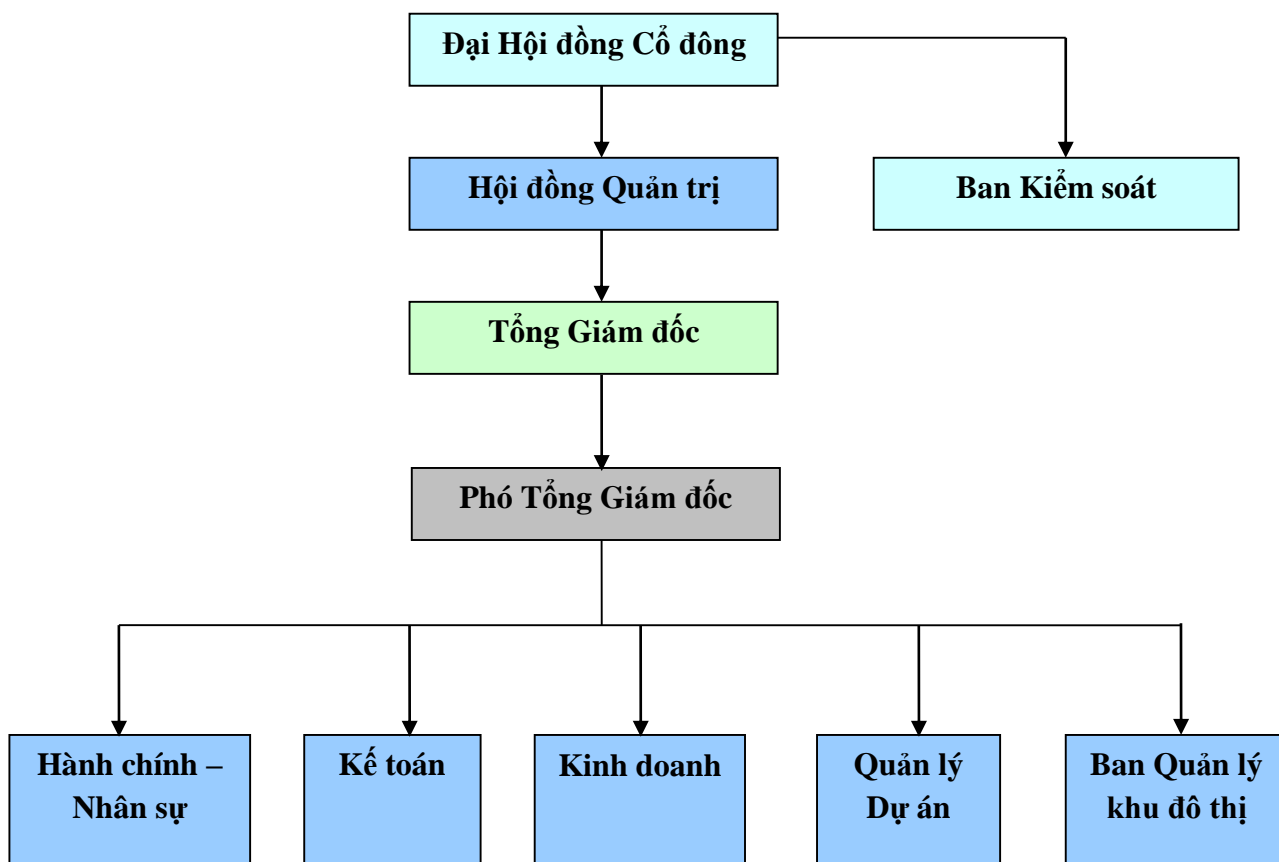 Đại Hội đồng Cổ đông
Hội đồng Quản trị
Ban Kiểm soát
Tổng Giám đốc
Phó Tổng Giám đốc
Hành chính –
Nhân sự
Kế toán
Kinh doanh
Quản lý
Dự án
Ban Quản lý
khu đô thị